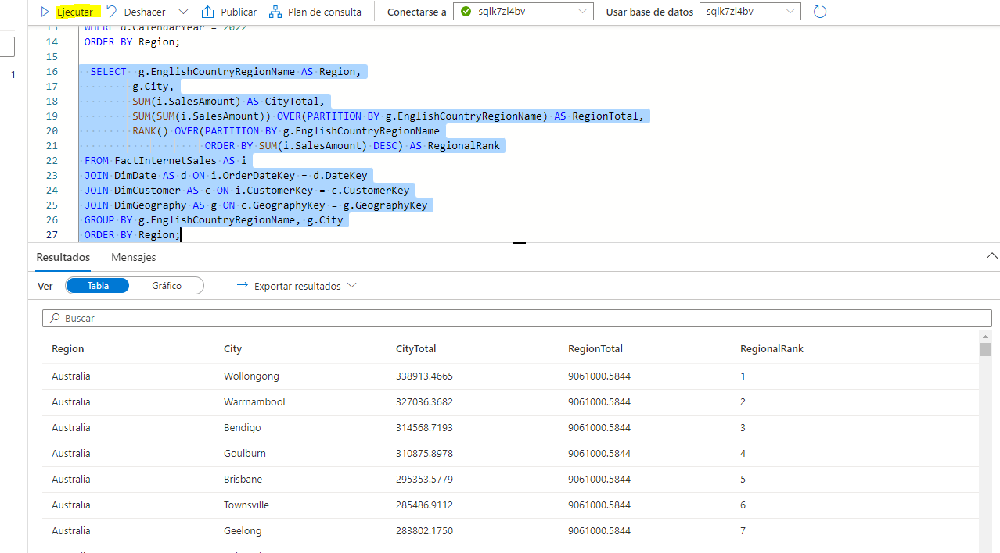 Ejecutar Deshacer Publicar Plan de consulta Conectarse a sqlk7zl4bv Usar base de datos sqlk7zl4bv
1
13 WHERE d.CalendarYear = 2022
14 ORDER BY Region;
15
16 SELECT g.EnglishCountryRegionName AS Region,
17 g.City,
18 SUM(i.SalesAmount) AS CityTotal,
19 SUM(SUM(i.SalesAmount)) OVER(PARTITION BY g.EnglishCountryRegionName) AS RegionTotal,
20 RANK() OVER(PARTITION BY g.EnglishCountryRegionName
21 ORDER BY SUM(i.SalesAmount) DESC) AS RegionalRank
22 FROM FactInternetSales AS i
23 JOIN DimDate AS d ON i.OrderDateKey = d.DateKey
24 JOIN DimCustomer AS c ON i.CustomerKey = c.CustomerKey
25 JOIN DimGeography AS g ON c.GeographyKey = g.GeographyKey
26 GROUP BY g.EnglishCountryRegionName, g.City
27 ORDER BY Region;
Resultados Mensajes
Ver Tabla Gráfico Exportar resultados
Buscar
Region City CityTotal RegionTotal RegionalRank
Australia Wollongong 338913.4665 9061000.5844 1
Australia Warrnambool 327036.3682 9061000.5844 2
Australia Bendigo 314568.7193 9061000.5844 3
Australia Goulburn 310875.8978 9061000.5844 4
Australia Brisbane 295353.5779 9061000.5844 5
Australia Townsville 285486.9112 9061000.5844 6
Australia Geelong 283802.1750 9061000.5844 7